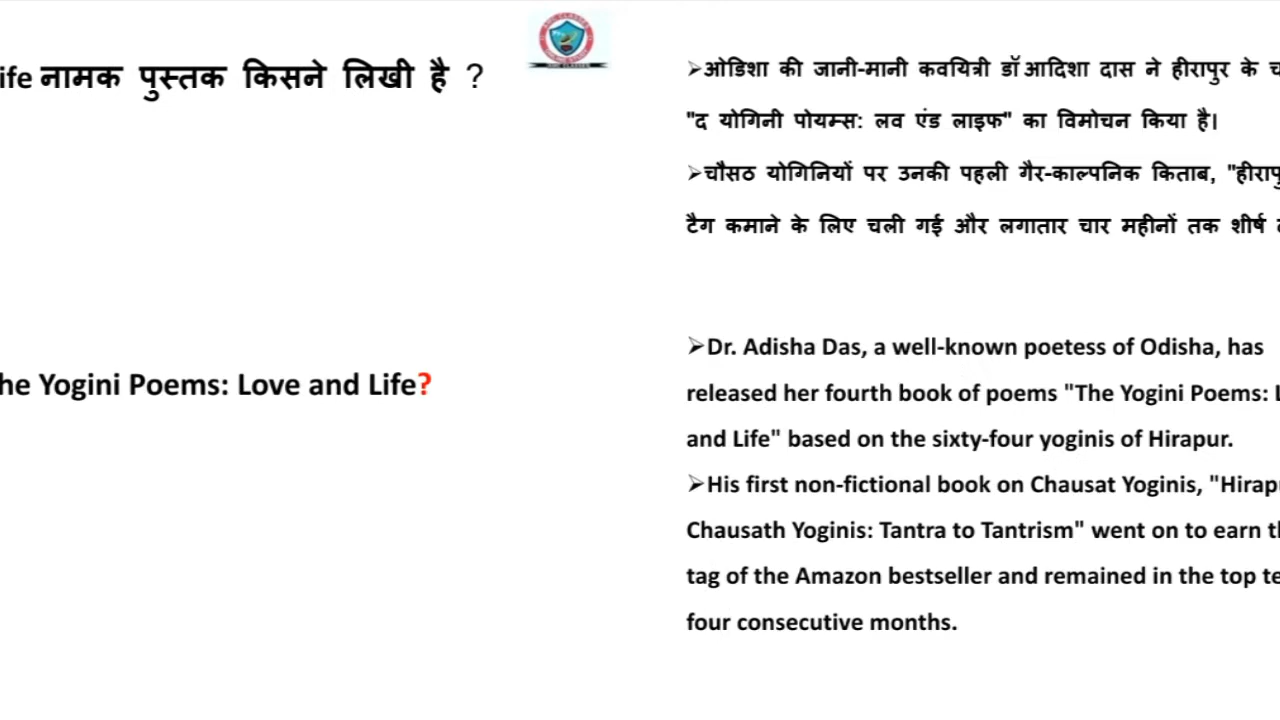 ife नामक पुस्तक किसने लिखी है ?
he Yogini Poems: Love and Life?
➢ओडिशा की जानी-मानी कवयित्री डॉ आदिशा दास ने हीरापुर के च
"द योगिनी पोयम्स: लव एंड लाइफ" का विमोचन किया है।
➢चौसठ योगिनियों पर उनकी पहली गैर-काल्पनिक किताब, "हीरापु
टैग कमाने के लिए चली गई और लगातार चार महीनों तक शीर्ष
➢Dr. Adisha Das, a well-known poetess of Odisha, has
released her fourth book of poems "The Yogini Poems: L
and Life" based on the sixty-four yoginis of Hirapur.
➢His first non-fictional book on Chausat Yoginis, "Hirapu
Chausath Yoginis: Tantra to Tantrism" went on to earn th
tag of the Amazon bestseller and remained in the top te
four consecutive months.